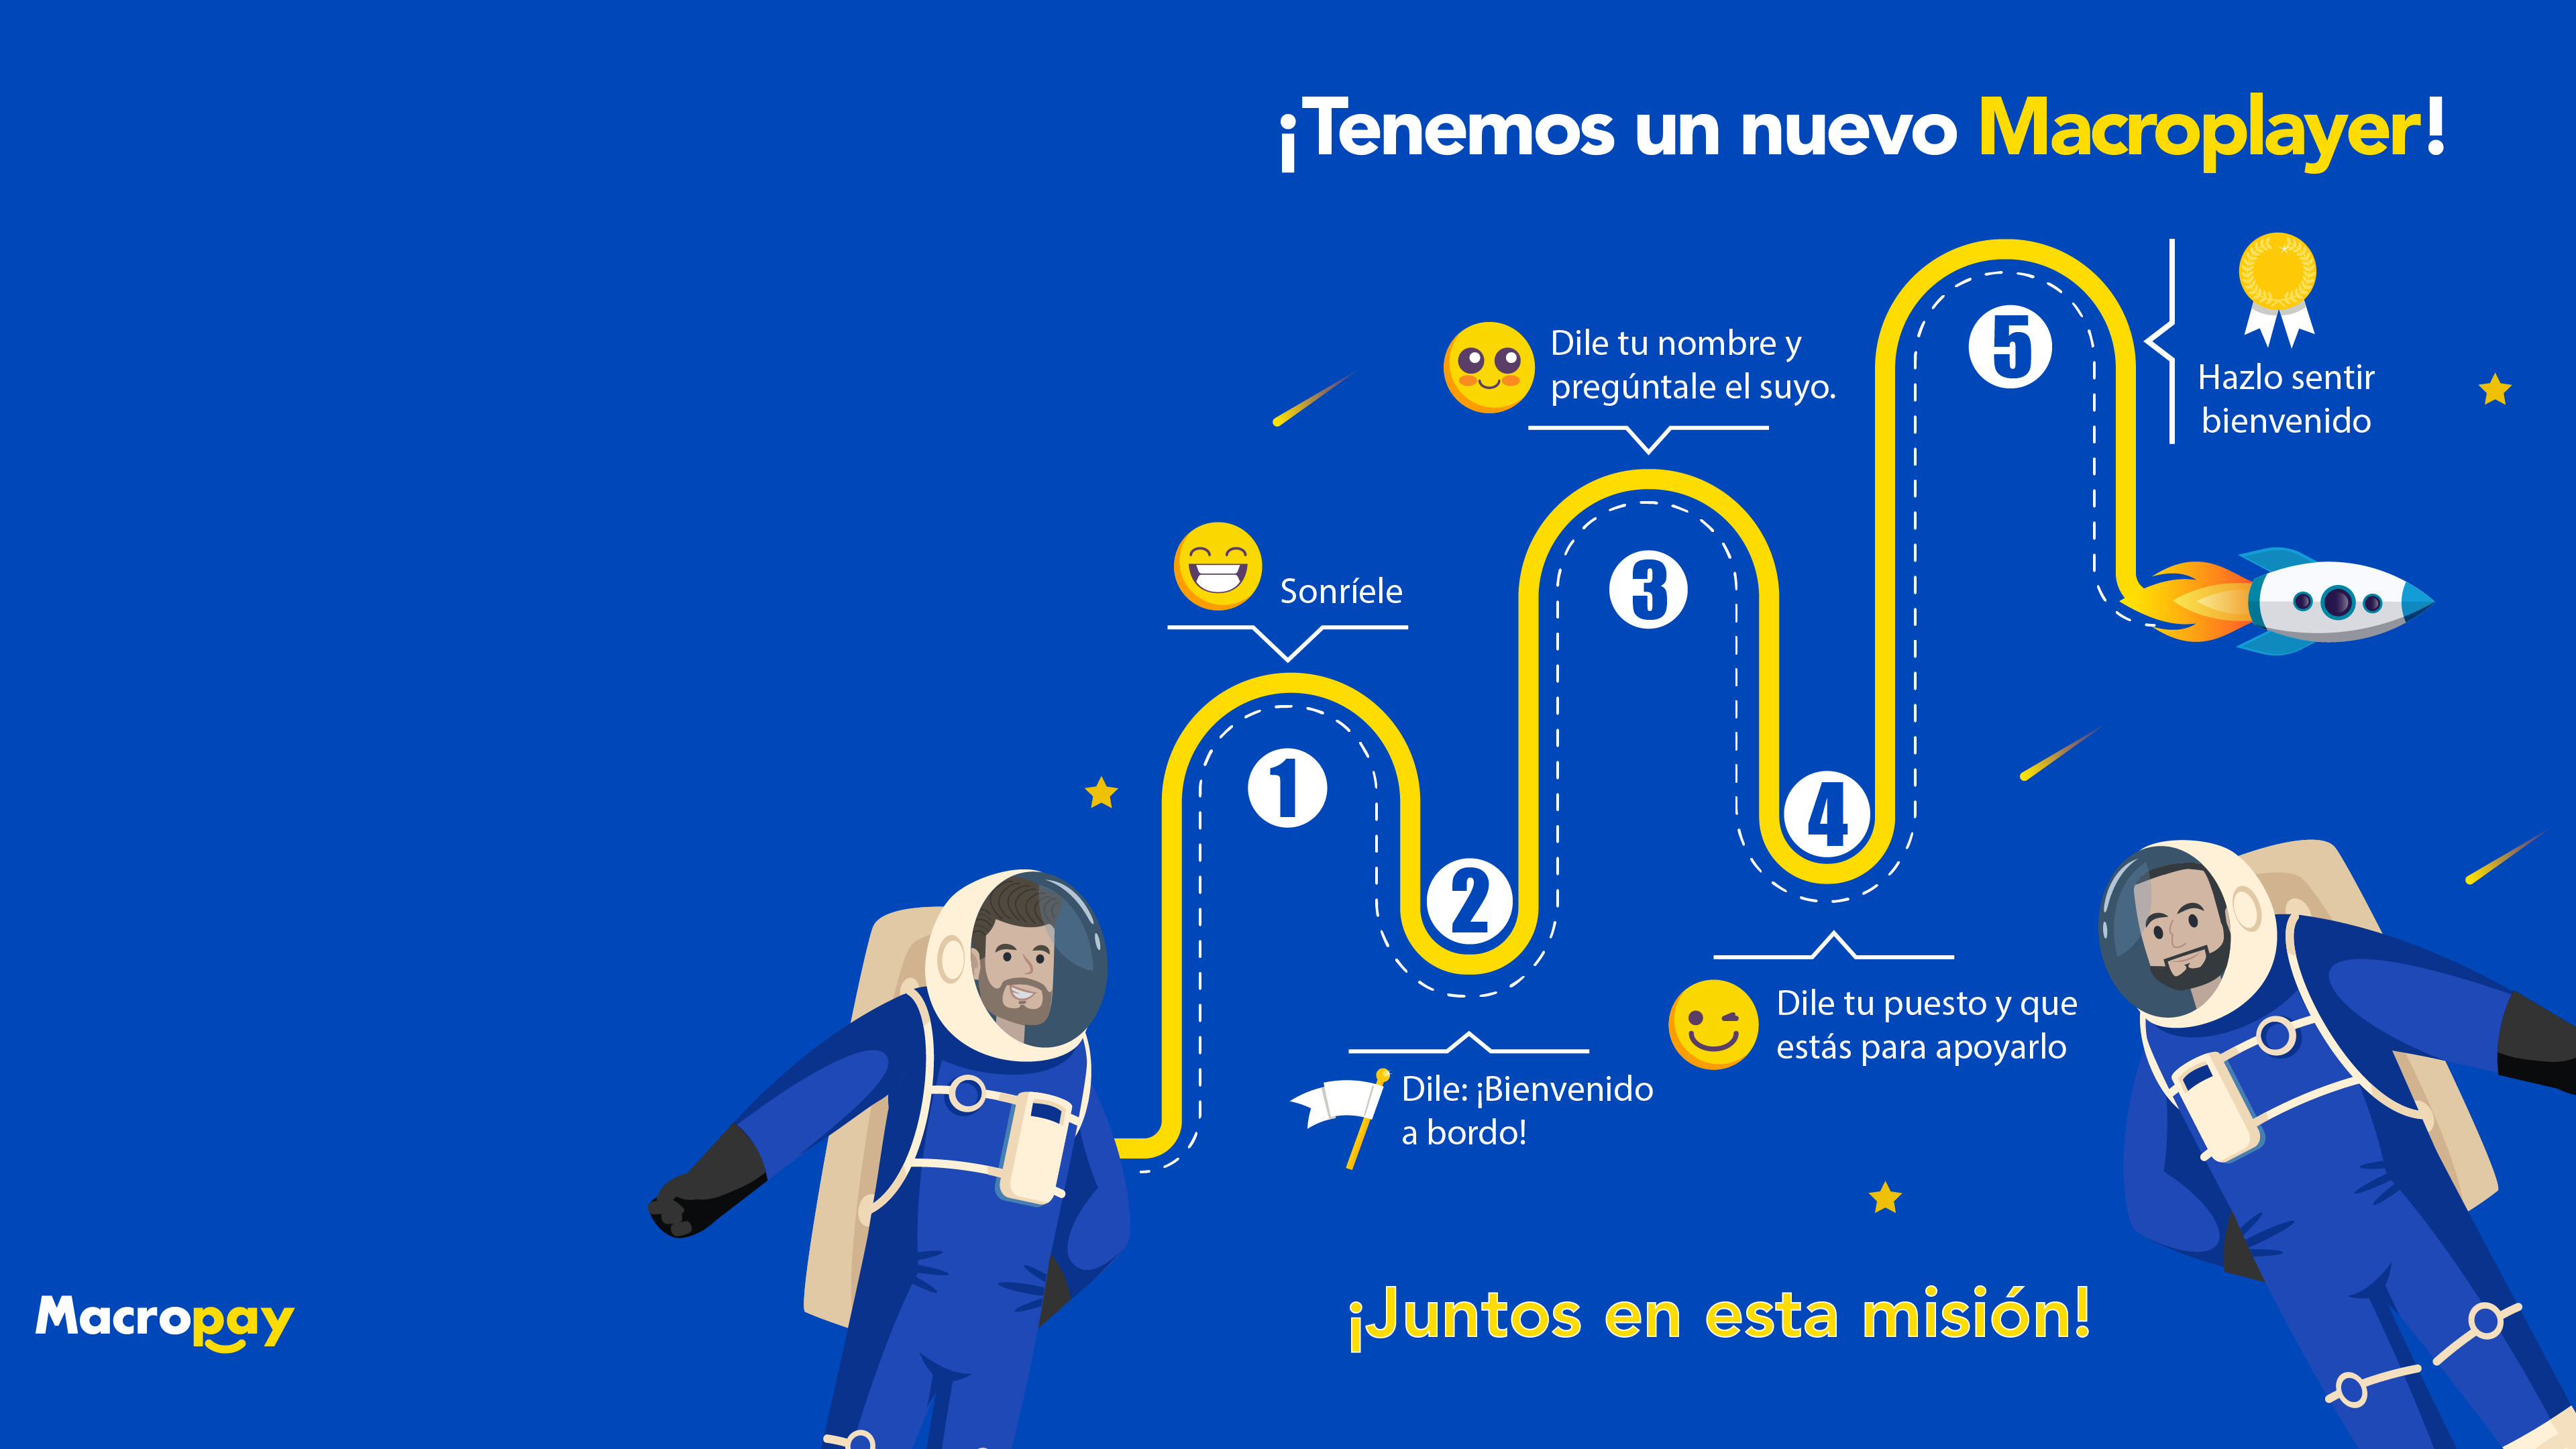 ¡Tenemos un nuevo Macroplayer!
1
Sonríele
2
Dile: ¡Bienvenido
a bordo!
3
Dile tu nombre y
pregúntale el suyo.
4
Dile tu puesto y que
estás para apoyarlo
5
Hazlo sentir
bienvenido
¡Juntos en esta misión!
Macropay